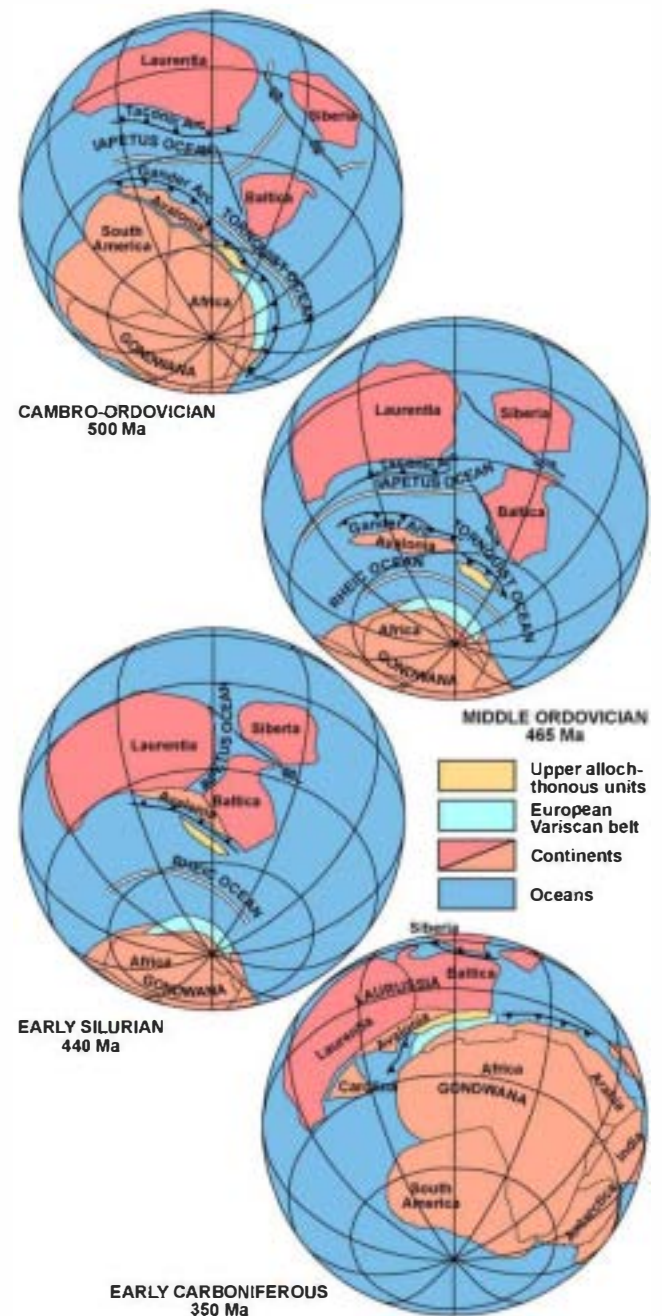 Laurentia
Siberia
Taconic Arc
IAPETUS OCEAN
Gander Arc
Baltica
Avalonia
TORNQUIST OCEAN
South
America
Africa
GONDWANA
CAMBRO-ORDOVICIAN
500 Ma
Laurentia
Siberia
Taconic Arc
IAPETUS OCEAN
Baltica
Gander Arc
TORNQUIST OCEAN
Avalonia
RHEIC OCEAN
Africa
GONDWANA
MIDDLE ORDOVICIAN
465 Ma
IAPETUS OCEAN
Siberia
Laurentia
Avalonia
Baltica
RHEIC OCEAN
Africa
GONDWANA
EARLY SILURIAN
440 Ma
Upper alloch-
thonous units
European
Variscan belt
Continents
Oceans
Siberia
Baltica
LAURUSSIA
Avalonia
Laurentia
Carolina
Africa
GONDWANA
Arabia
India
South
America
Antarctica
EARLY CARBONIFEROUS
350 Ma